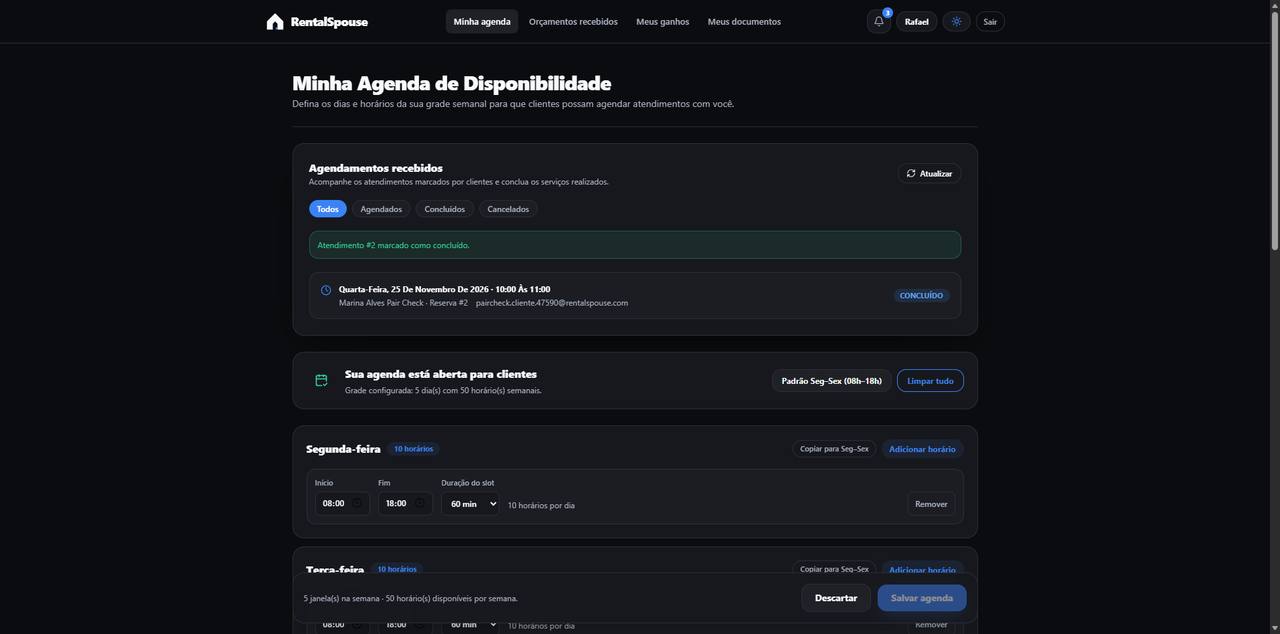 RentalSpouse
Minha agenda
Orçamentos recebidos
Meus ganhos
Meus documentos
3
Rafael
Sair
Minha Agenda de Disponibilidade
Defina os dias e horários da sua grade semanal para que clientes possam agendar atendimentos com você.
Agendamentos recebidos
Acompanhe os atendimentos marcados por clientes e conclua os serviços realizados.
Atualizar
Todos
Agendados
Concluídos
Cancelados
Atendimento #2 marcado como concluído.
Quarta-Feira, 25 De Novembro De 2026 · 10:00 Às 11:00
Marina Alves Pair Check · Reserva #2 paircheck.cliente.47590@rentalspouse.com
CONCLUÍDO
Sua agenda está aberta para clientes
Grade configurada: 5 dia(s) com 50 horário(s) semanais.
Padrão Seg–Sex (08h–18h)
Limpar tudo
Segunda-feira
10 horários
Copiar para Seg–Sex
Adicionar horário
Início
Fim
Duração do slot
08:00
18:00
60 min
10 horários por dia
Remover
Terça-feira
10 horários
Copiar para Seg–Sex
Adicionar horário
5 janela(s) na semana · 50 horário(s) disponíveis por semana.
Descartar
Salvar agenda
08:00
18:00
60 min
10 horários por dia
Remover